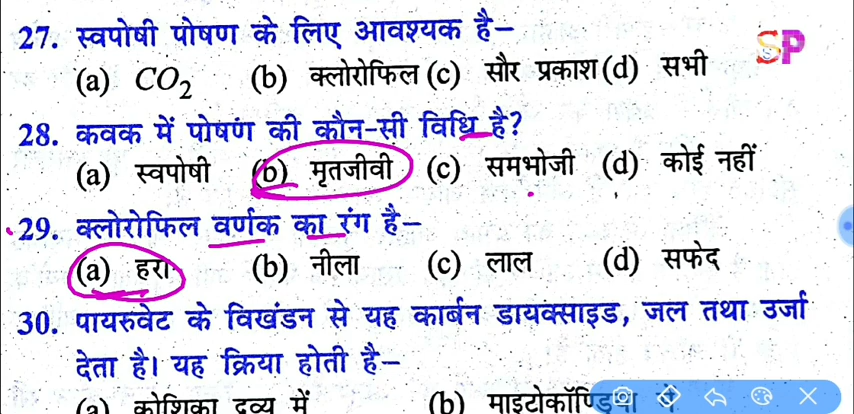 27. स्वपोषी पोषण के लिए आवश्यक है–
SP
(a) CO₂ (b) क्लोरोफिल (c) सौर प्रकाश (d) सभी
28. कवक में पोषण की कौन-सी विधि है?
(a) स्वपोषी (b) मृतजीवी (c) समभोजी (d) कोई नहीं
29. क्लोरोफिल वर्णक का रंग है–
(a) हरा (b) नीला (c) लाल (d) सफेद
30. पायरुवेट के विखंडन से यह कार्बन डायक्साइड, जल तथा उर्जा
देता है। यह क्रिया होती है–
(a) कोशिका द्रव्य में (b) माइटोकॉण्ड्रिया में